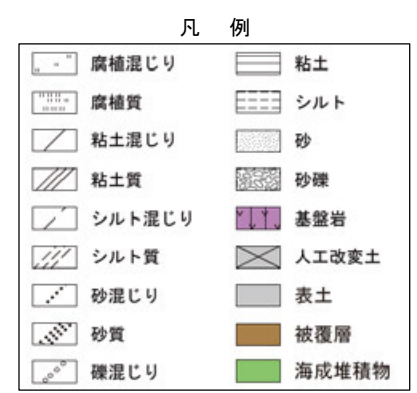 凡 例
腐植混じり
腐植質
粘土混じり
粘土質
シルト混じり
シルト質
砂混じり
砂質
礫混じり
粘土
シルト
砂
砂礫
基盤岩
人工改変土
表土
被覆層
海成堆積物